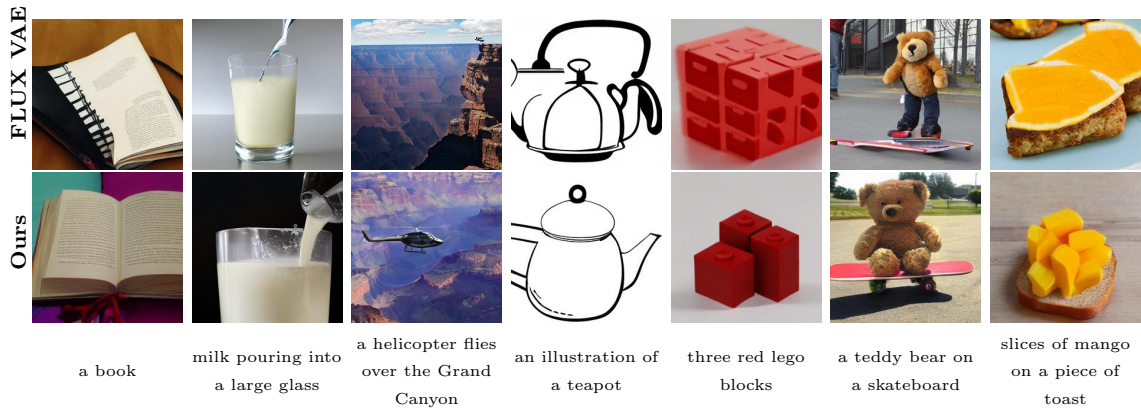 FLUX VAE
Ours
a book
milk pouring into
a large glass
a helicopter flies
over the Grand
Canyon
an illustration of
a teapot
three red lego
blocks
a teddy bear on
a skateboard
slices of mango
on a piece of
toast